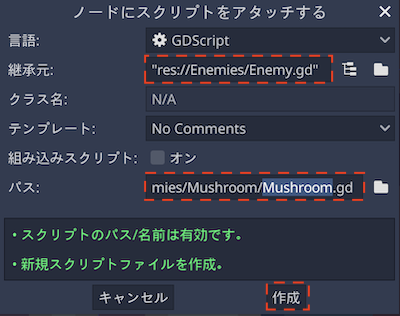 ノードにスクリプトをアタッチする
言語: GDScript
継承元: "res://Enemies/Enemy.gd"
クラス名: N/A
テンプレート: No Comments
組み込みスクリプト: オン
パス: mies/Mushroom/Mushroom.gd
• スクリプトのパス/名前は有効です。
• 新規スクリプトファイルを作成。
キャンセル 作成